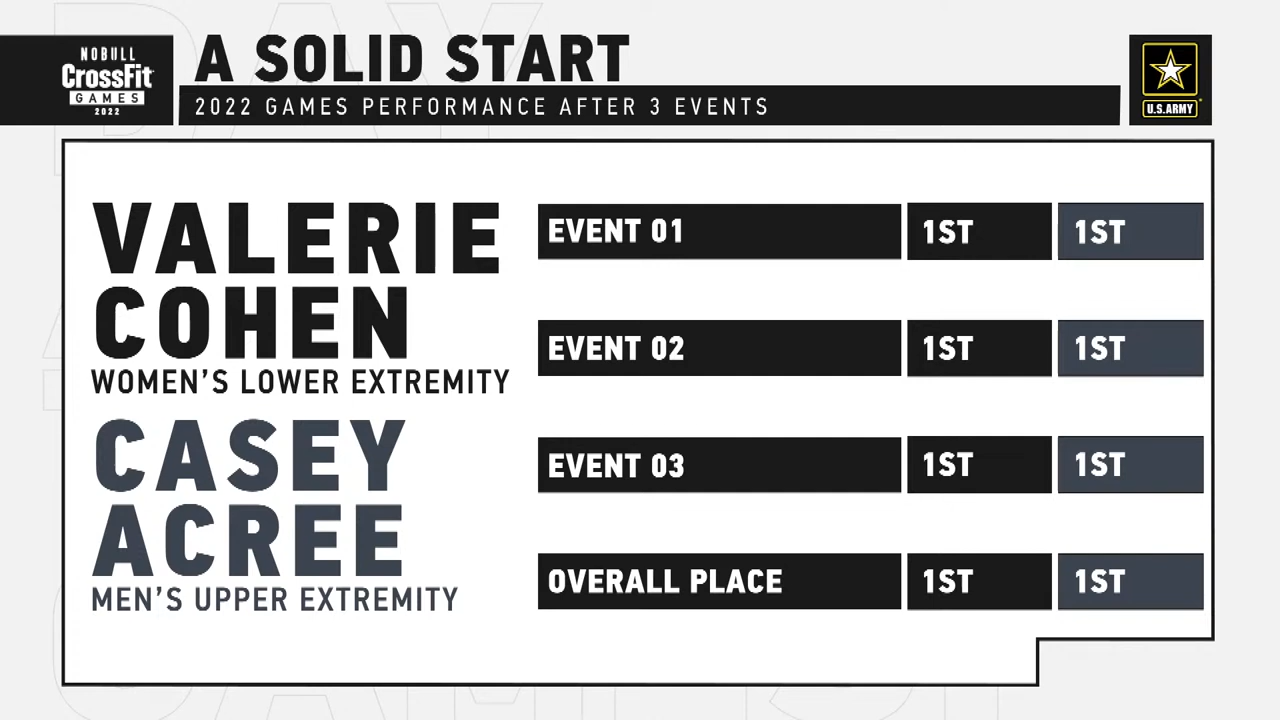 NOBULL
CrossFit
GAMES
2022
A SOLID START
2022 GAMES PERFORMANCE AFTER 3 EVENTS
U.S.ARMY
VALERIE
COHEN
WOMEN'S LOWER EXTREMITY
CASEY
ACREE
MEN'S UPPER EXTREMITY
EVENT 01 1ST 1ST
EVENT 02 1ST 1ST
EVENT 03 1ST 1ST
OVERALL PLACE 1ST 1ST